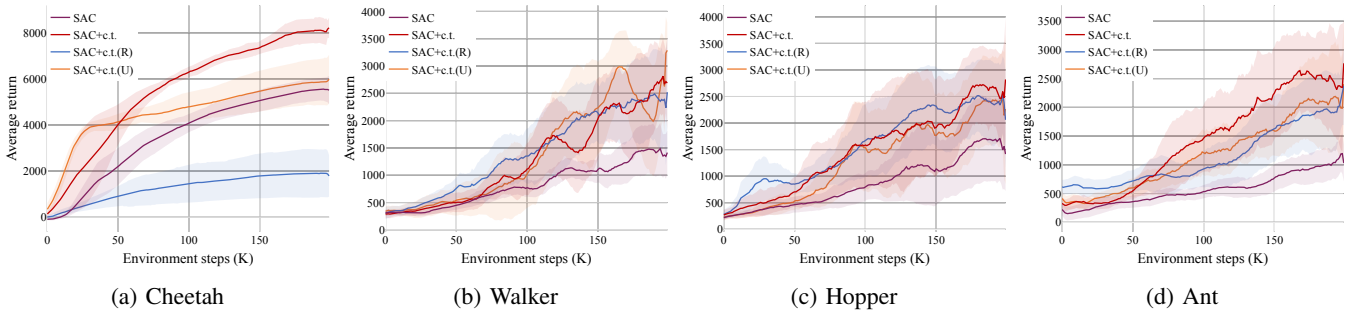 SAC
SAC+c.t.
SAC+c.t.(R)
SAC+c.t.(U)
8000
6000
4000
2000
0
Average return
0 50 100 150
Environment steps (K)
(a) Cheetah
SAC
SAC+c.t.
SAC+c.t.(R)
SAC+c.t.(U)
4000
3500
3000
2500
2000
1500
1000
500
0
Average return
0 50 100 150
Environment steps (K)
(b) Walker
SAC
SAC+c.t.
SAC+c.t.(R)
SAC+c.t.(U)
4000
3500
3000
2500
2000
1500
1000
500
0
Average return
0 50 100 150
Environment steps (K)
(c) Hopper
SAC
SAC+c.t.
SAC+c.t.(R)
SAC+c.t.(U)
3500
3000
2500
2000
1500
1000
500
0
Average return
0 50 100 150
Environment steps (K)
(d) Ant